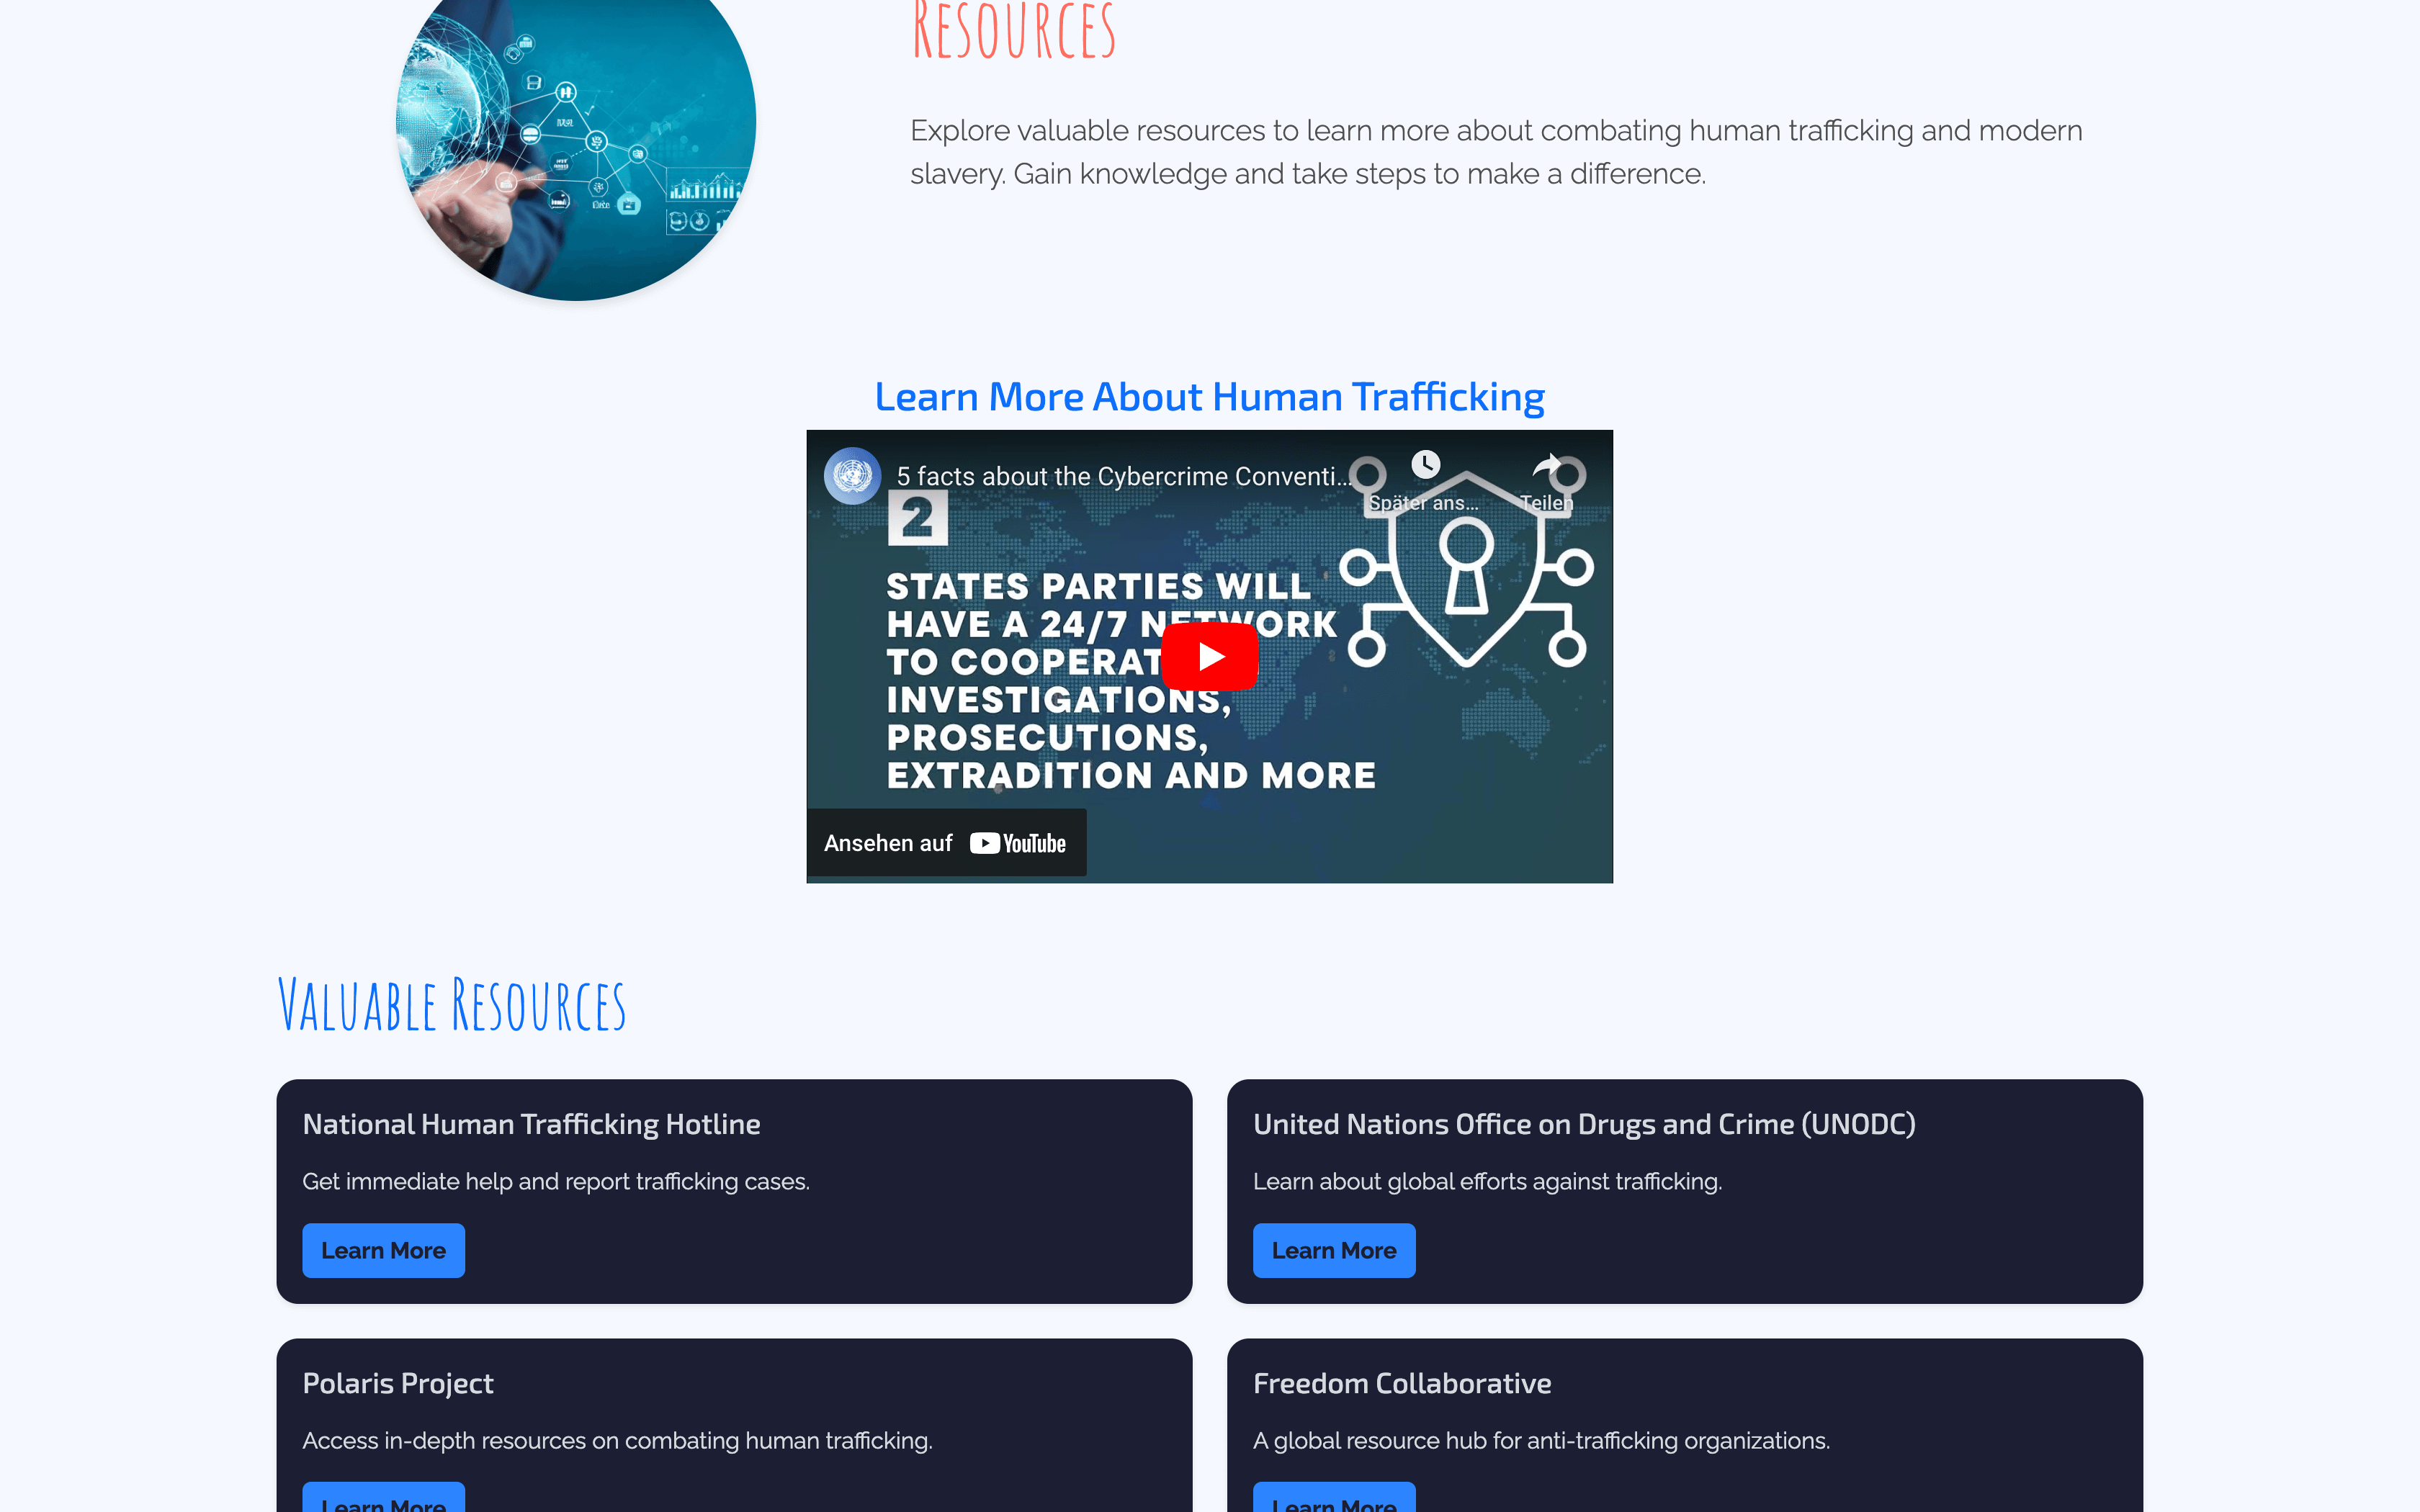 Resources
Explore valuable resources to learn more about combating human trafficking and modern
slavery. Gain knowledge and take steps to make a difference.
Learn More About Human Trafficking
5 facts about the Cybercrime Conventi...
Später ans...
Teilen
2
STATES PARTIES WILL
HAVE A 24/7 NETWORK
TO COOPERAT
INVESTIGATIONS,
PROSECUTIONS,
EXTRADITION AND MORE
Ansehen auf YouTube
Valuable Resources
National Human Trafficking Hotline
Get immediate help and report trafficking cases.
Learn More
United Nations Office on Drugs and Crime (UNODC)
Learn about global efforts against trafficking.
Learn More
Polaris Project
Access in-depth resources on combating human trafficking.
Learn More
Freedom Collaborative
A global resource hub for anti-trafficking organizations.
Learn More